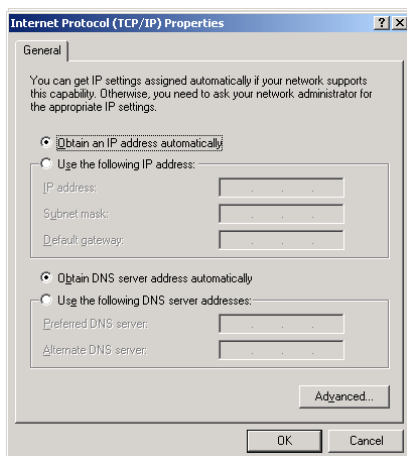 Internet Protocol (TCP/IP) Properties
General
You can get IP settings assigned automatically if your network supports
this capability. Otherwise, you need to ask your network administrator for
the appropriate IP settings.
Obtain an IP address automatically
Use the following IP address:
IP address:
Subnet mask:
Default gateway:
Obtain DNS server address automatically
Use the following DNS server addresses:
Preferred DNS server:
Alternate DNS server:
Advanced...
OK Cancel